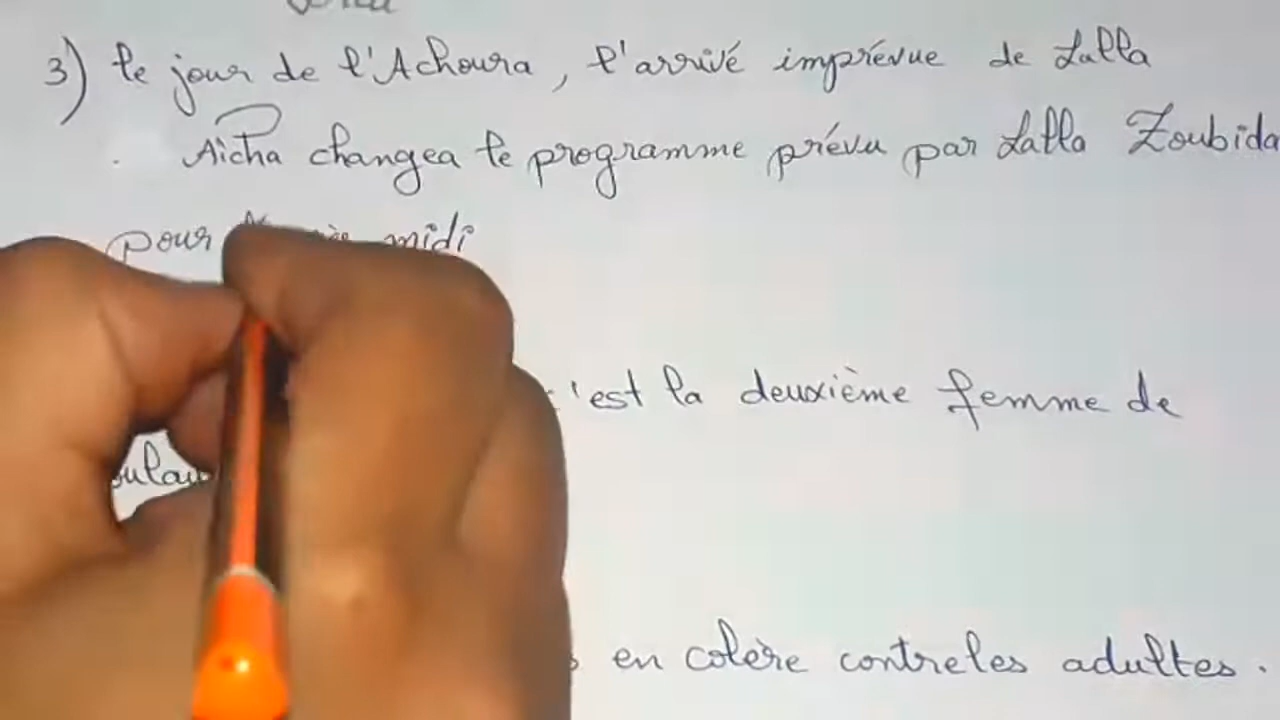 3) le jour de l'Achoura, l'arrivé imprévue de Lalla
Aicha changea le programme prévu par Lalla Zoubida
pour midi
c'est la deuxième femme de
en colère contreles adultes.